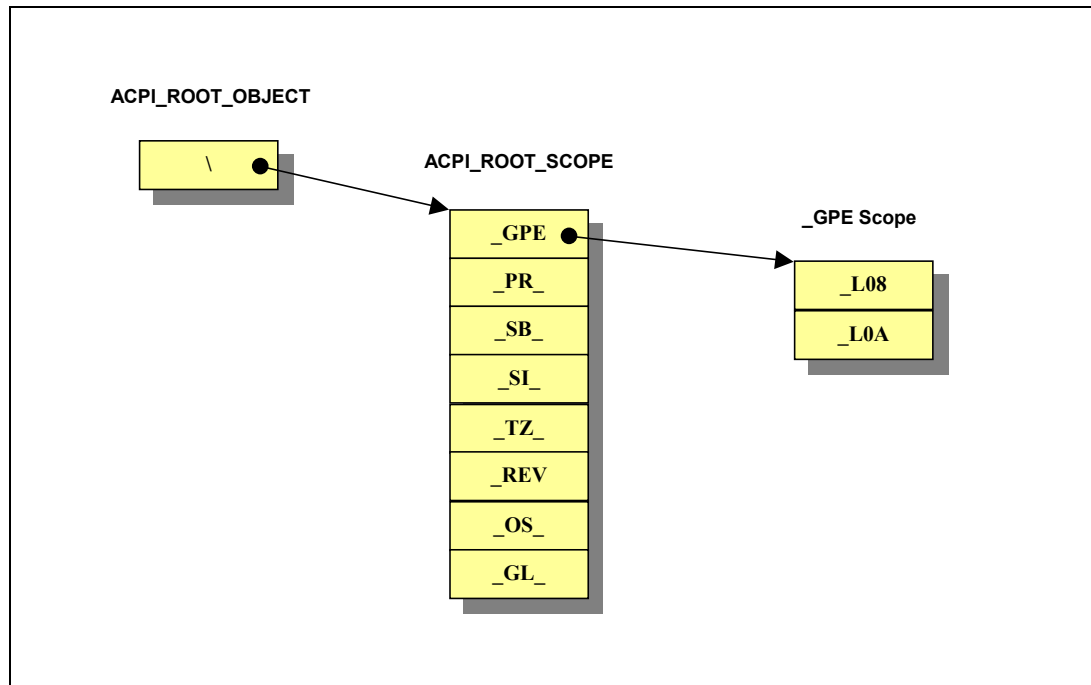 ACPI_ROOT_OBJECT
\
ACPI_ROOT_SCOPE
_GPE
_PR_
_SB_
_SI_
_TZ_
_REV
_OS_
_GL_
_GPE Scope
_L08
_L0A